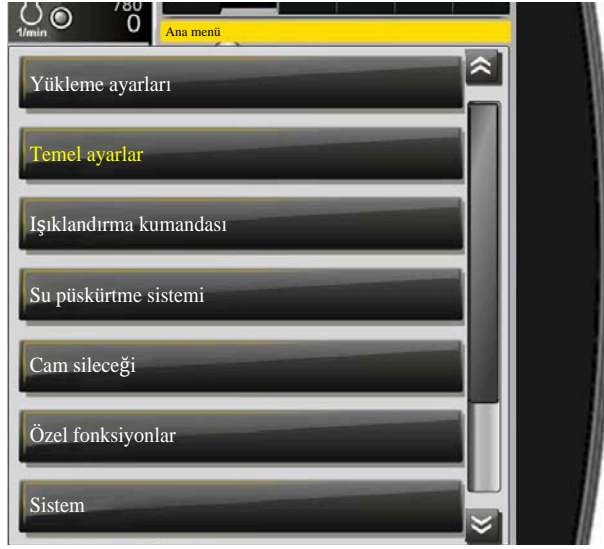 780
1/min
0
Ana menü
Yükleme ayarları
Temel ayarlar
Işıklandırma kumandası
Su püskürtme sistemi
Cam sileceği
Özel fonksiyonlar
Sistem